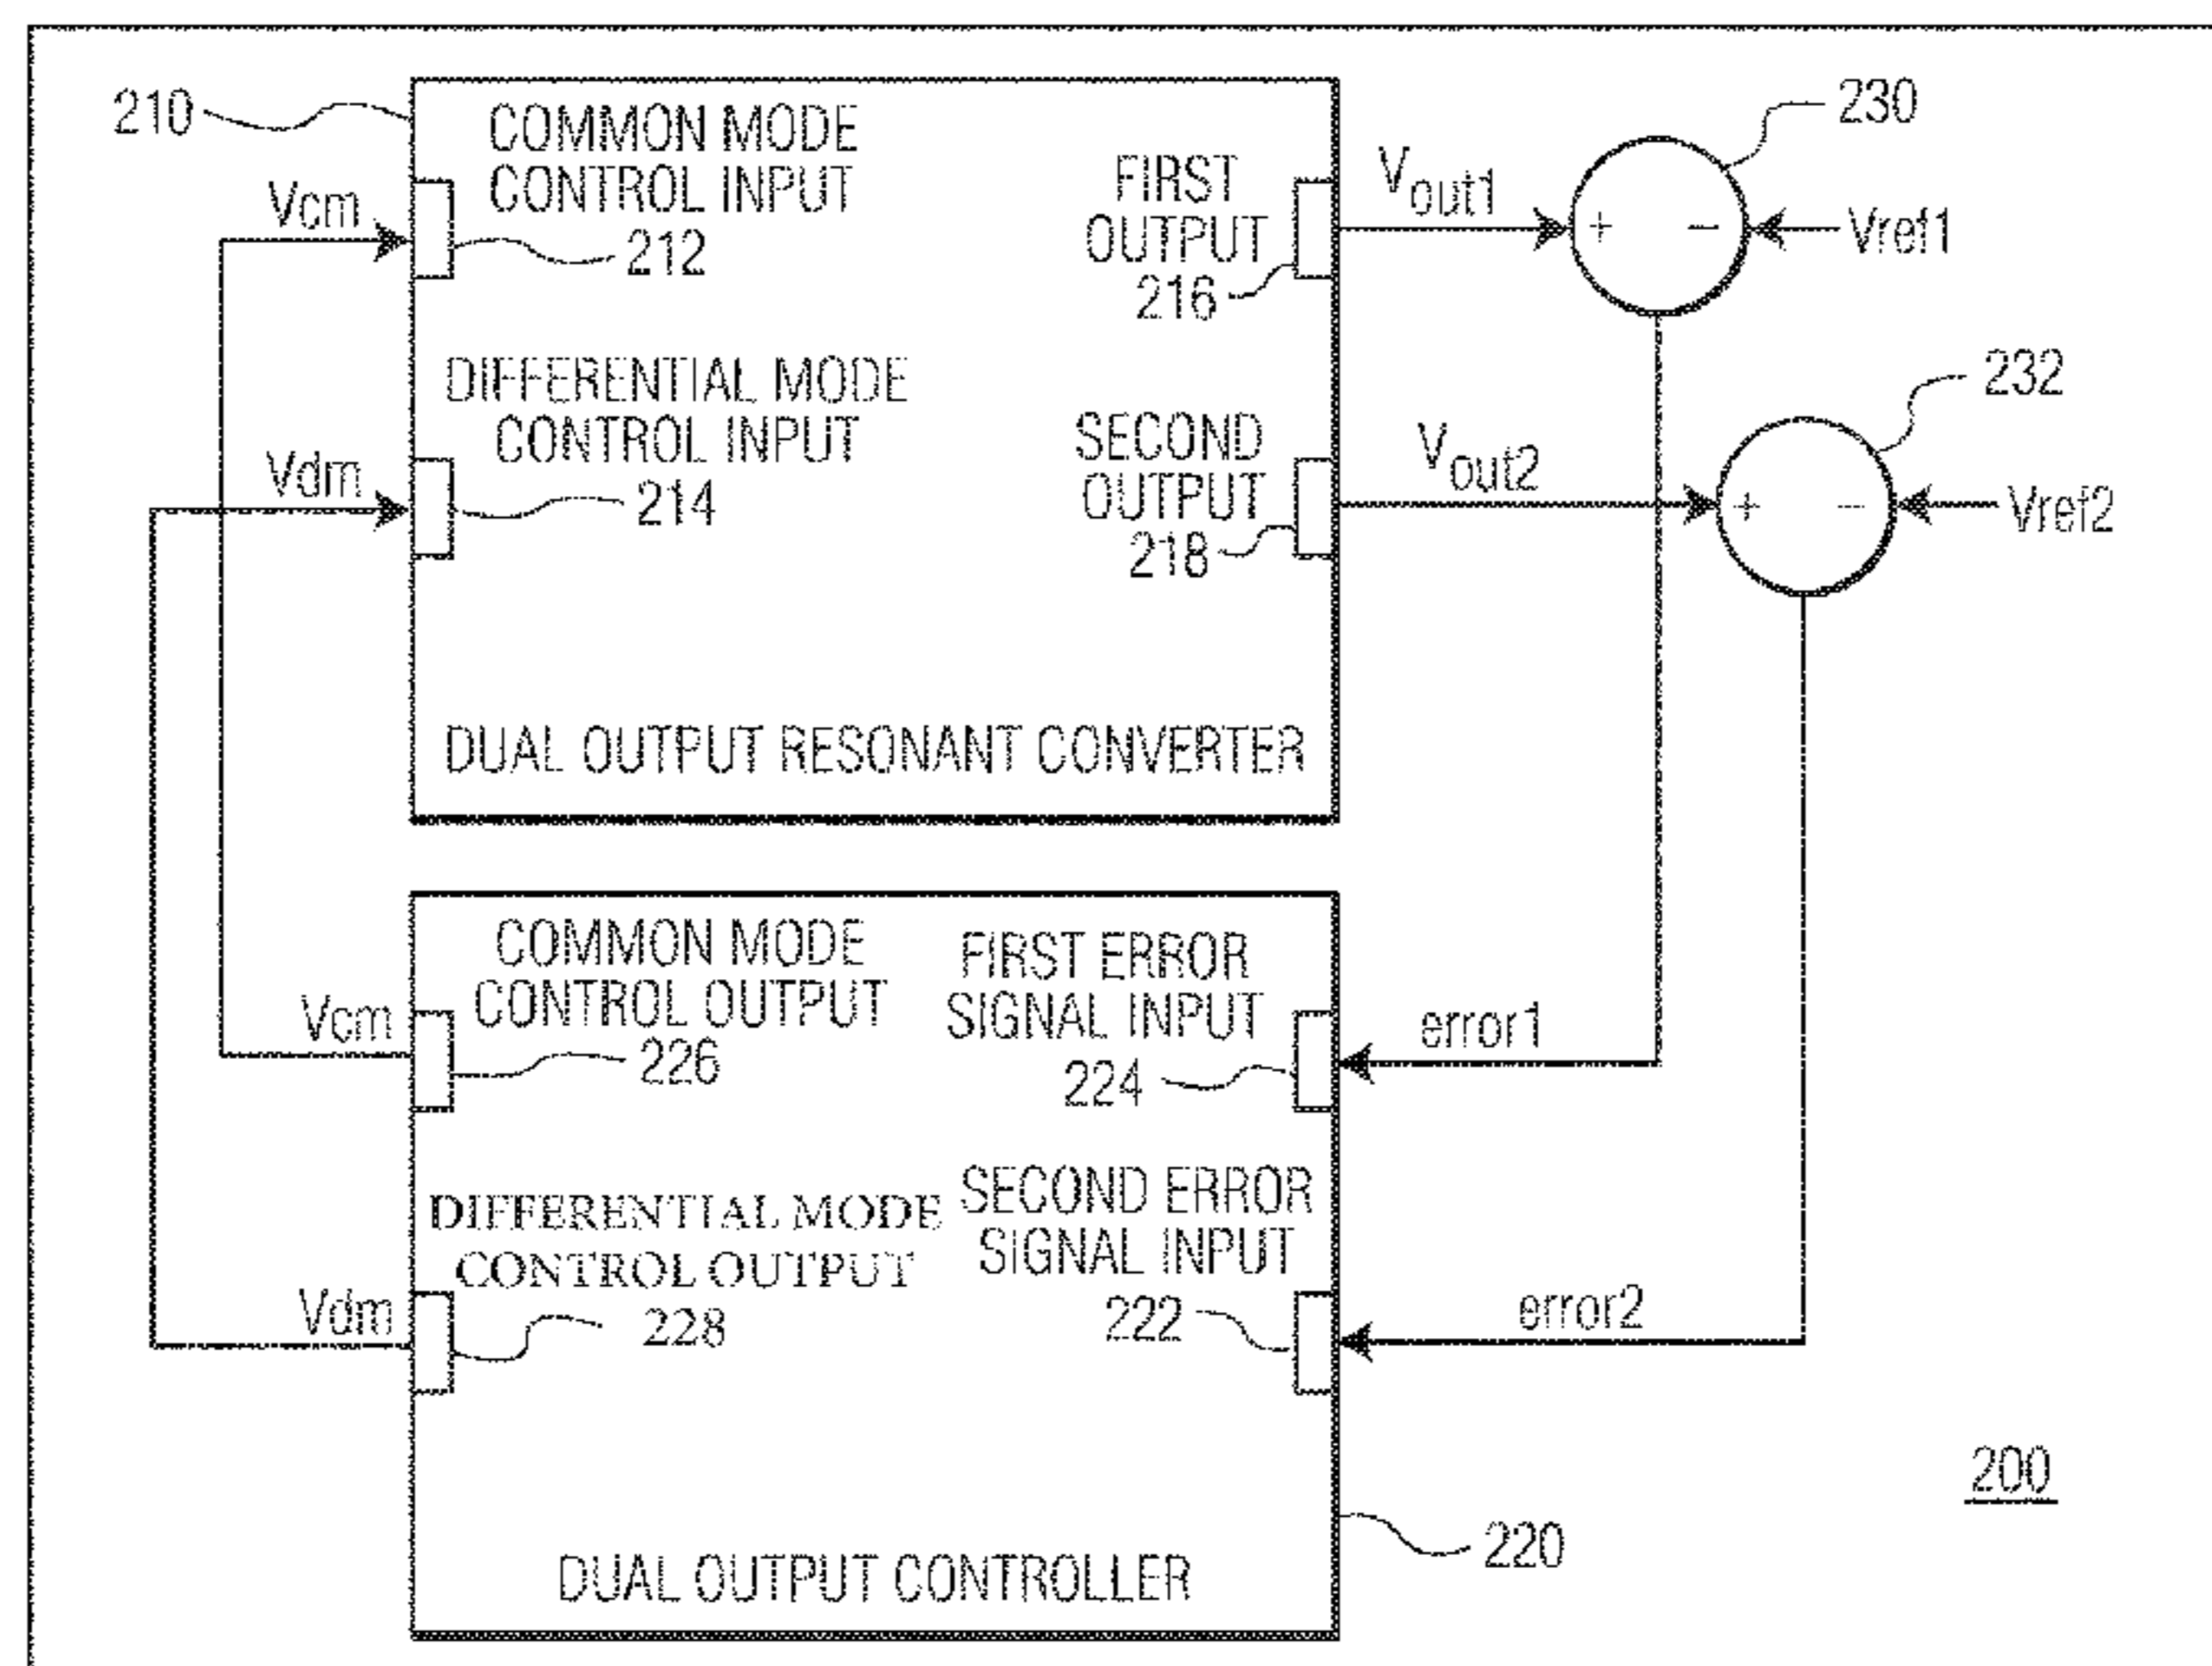 210
COMMON MODE
CONTROL INPUT
212
Vcm
FIRST
OUTPUT
216
Vout1
+ −
230
Vref1
DIFFERENTIAL MODE
CONTROL INPUT
214
Vdm
SECOND
OUTPUT
218
Vout2
+ −
232
Vref2
DUAL OUTPUT RESONANT CONVERTER
COMMON MODE
CONTROL OUTPUT
226
Vcm
FIRST ERROR
SIGNAL INPUT
224
error1
DIFFERENTIAL MODE
CONTROL OUTPUT
228
Vdm
SECOND ERROR
SIGNAL INPUT
222
error2
DUAL OUTPUT CONTROLLER
220
200